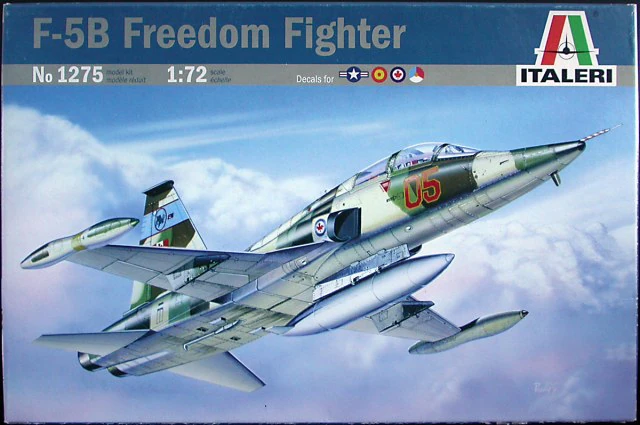 F-5B Freedom Fighter
No 1275 model kit
modèle réduit
1:72 scale
échelle
Decals for
ITALERI
05